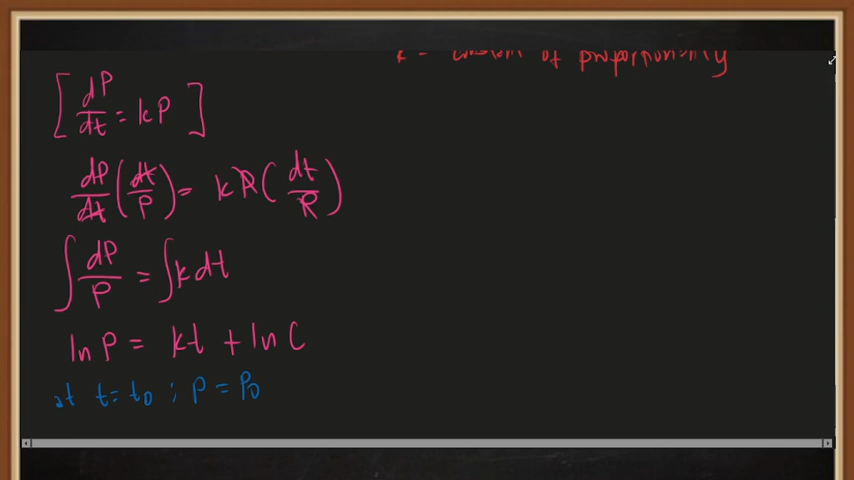 k - constant of proportionality
[ dP/dt = kP ]
dP/dt (dt/P) = kP (dt/P)
∫ dP/P = ∫ k dt
ln P = kt + ln C
at t = t₀ ; P = P₀